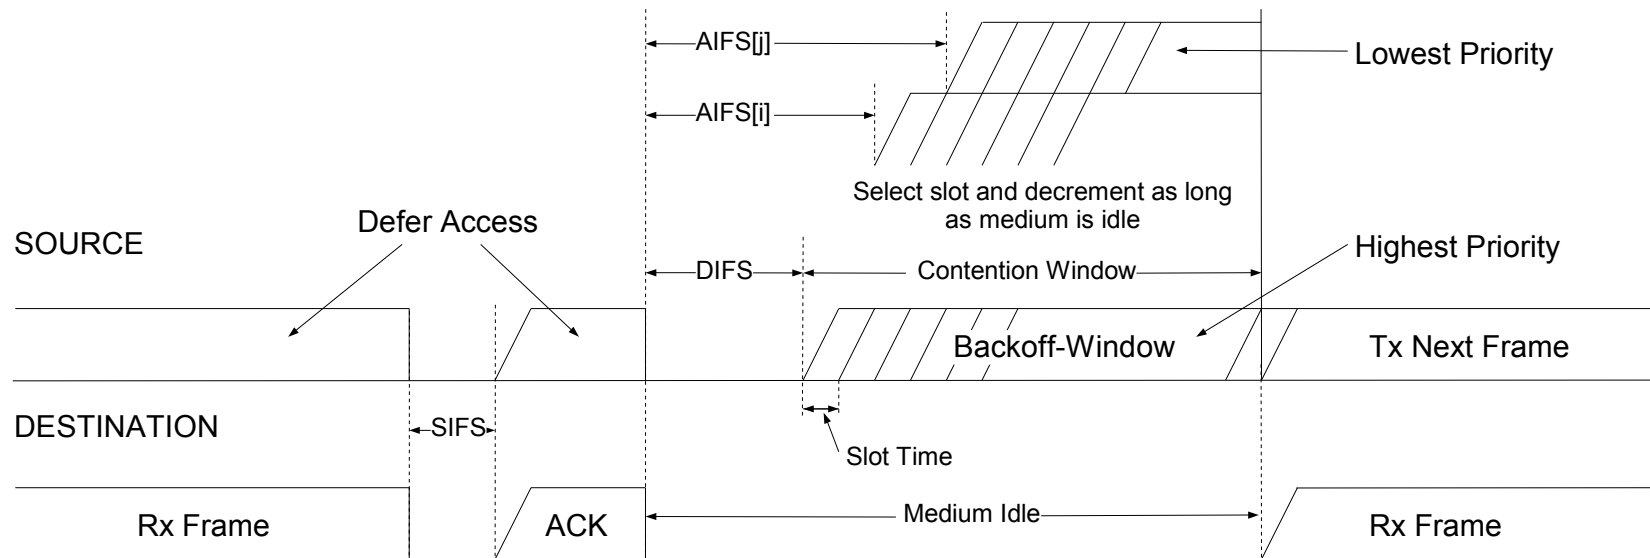 AIFS[j]
Lowest Priority
AIFS[i]
Select slot and decrement as long
as medium is idle
Defer Access
SOURCE
Highest Priority
DIFS
Contention Window
Backoff-Window
Tx Next Frame
DESTINATION
SIFS
Slot Time
Rx Frame
ACK
Medium Idle
Rx Frame